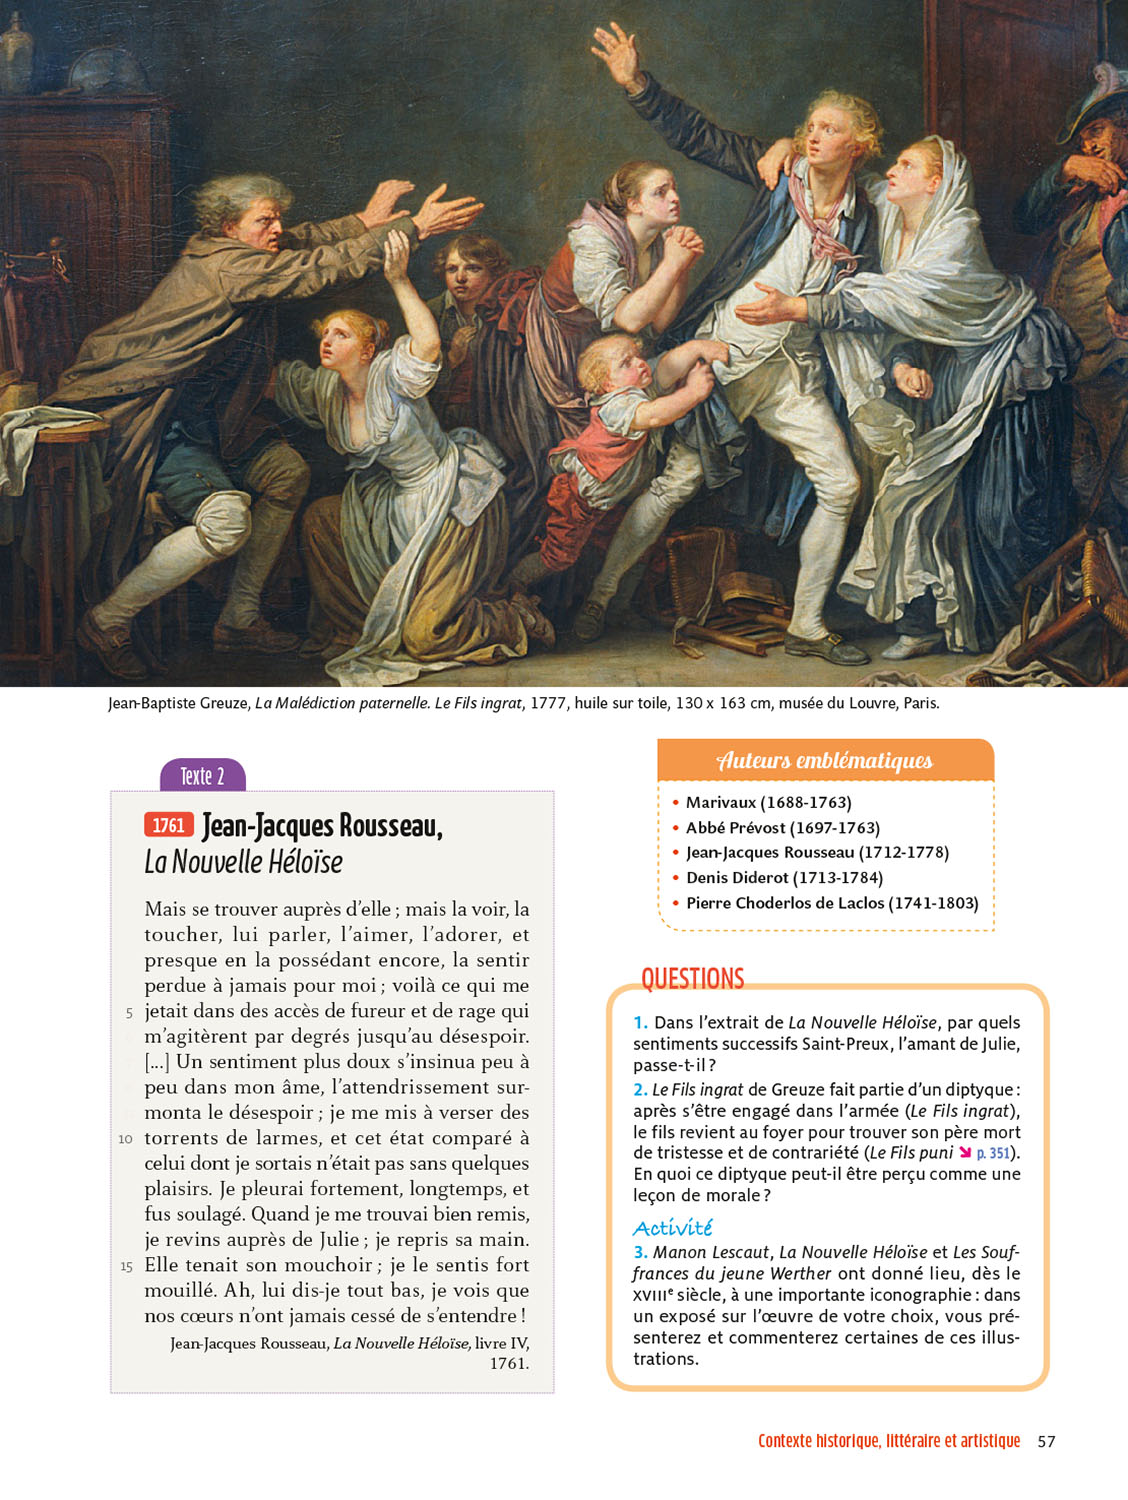 Jean-Baptiste Greuze, La Malédiction paternelle. Le Fils ingrat, 1777, huile sur toile, 130 x 163 cm, musée du Louvre, Paris.
Texte 2
1761 Jean-Jacques Rousseau,
La Nouvelle Héloïse
Mais se trouver auprès d'elle ; mais la voir, la
toucher, lui parler, l'aimer, l'adorer, et
presque en la possédant encore, la sentir
perdue à jamais pour moi ; voilà ce qui me
5 jetait dans des accès de fureur et de rage qui
m'agitèrent par degrés jusqu'au désespoir.
[...] Un sentiment plus doux s'insinua peu à
peu dans mon âme, l'attendrissement sur-
monta le désespoir ; je me mis à verser des
10 torrents de larmes, et cet état comparé à
celui dont je sortais n'était pas sans quelques
plaisirs. Je pleurai fortement, longtemps, et
fus soulagé. Quand je me trouvai bien remis,
je revins auprès de Julie ; je repris sa main.
15 Elle tenait son mouchoir ; je le sentis fort
mouillé. Ah, lui dis-je tout bas, je vois que
nos cœurs n'ont jamais cessé de s'entendre !
Jean-Jacques Rousseau, La Nouvelle Héloïse, livre IV,
1761.
Auteurs emblématiques
• Marivaux (1688-1763)
• Abbé Prévost (1697-1763)
• Jean-Jacques Rousseau (1712-1778)
• Denis Diderot (1713-1784)
• Pierre Choderlos de Laclos (1741-1803)
QUESTIONS
1. Dans l'extrait de La Nouvelle Héloïse, par quels
sentiments successifs Saint-Preux, l'amant de Julie,
passe-t-il ?
2. Le Fils ingrat de Greuze fait partie d'un diptyque :
après s'être engagé dans l'armée (Le Fils ingrat),
le fils revient au foyer pour trouver son père mort
de tristesse et de contrariété (Le Fils puni ➘ p. 351).
En quoi ce diptyque peut-il être perçu comme une
leçon de morale ?
Activité
3. Manon Lescaut, La Nouvelle Héloïse et Les Souf-
frances du jeune Werther ont donné lieu, dès le
XVIIIe siècle, à une importante iconographie : dans
un exposé sur l'œuvre de votre choix, vous pré-
senterez et commenterez certaines de ces illus-
trations.
Contexte historique, littéraire et artistique 57